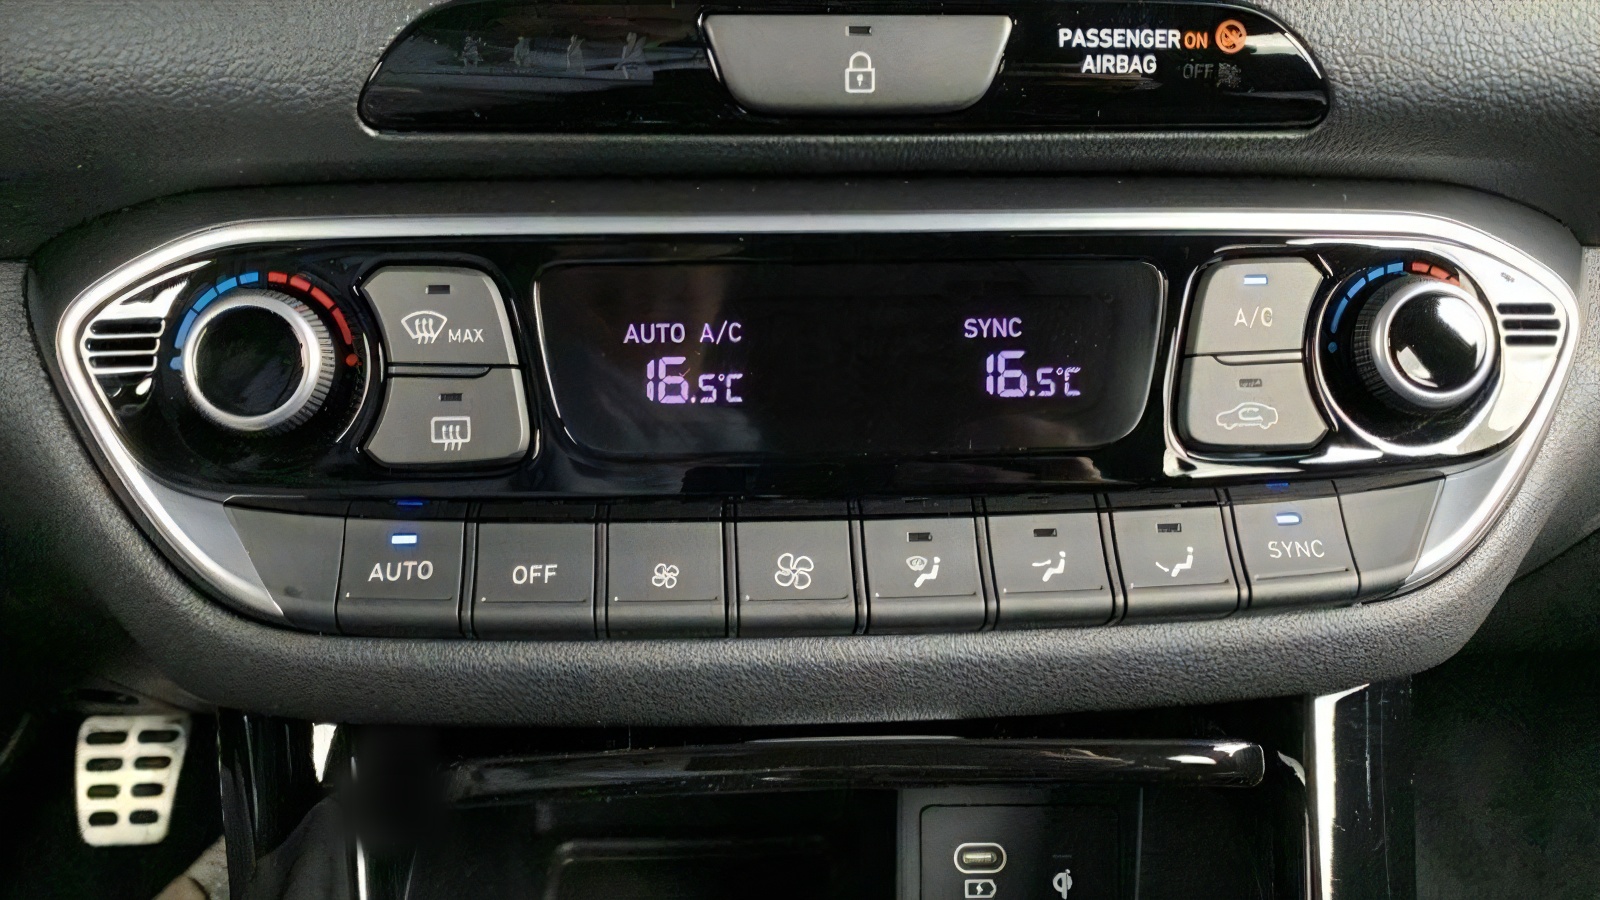 PASSENGER ON
AIRBAG OFF
MAX
AUTO A/C
16.5°C
SYNC
16.5°C
A/C
AUTO
OFF
SYNC